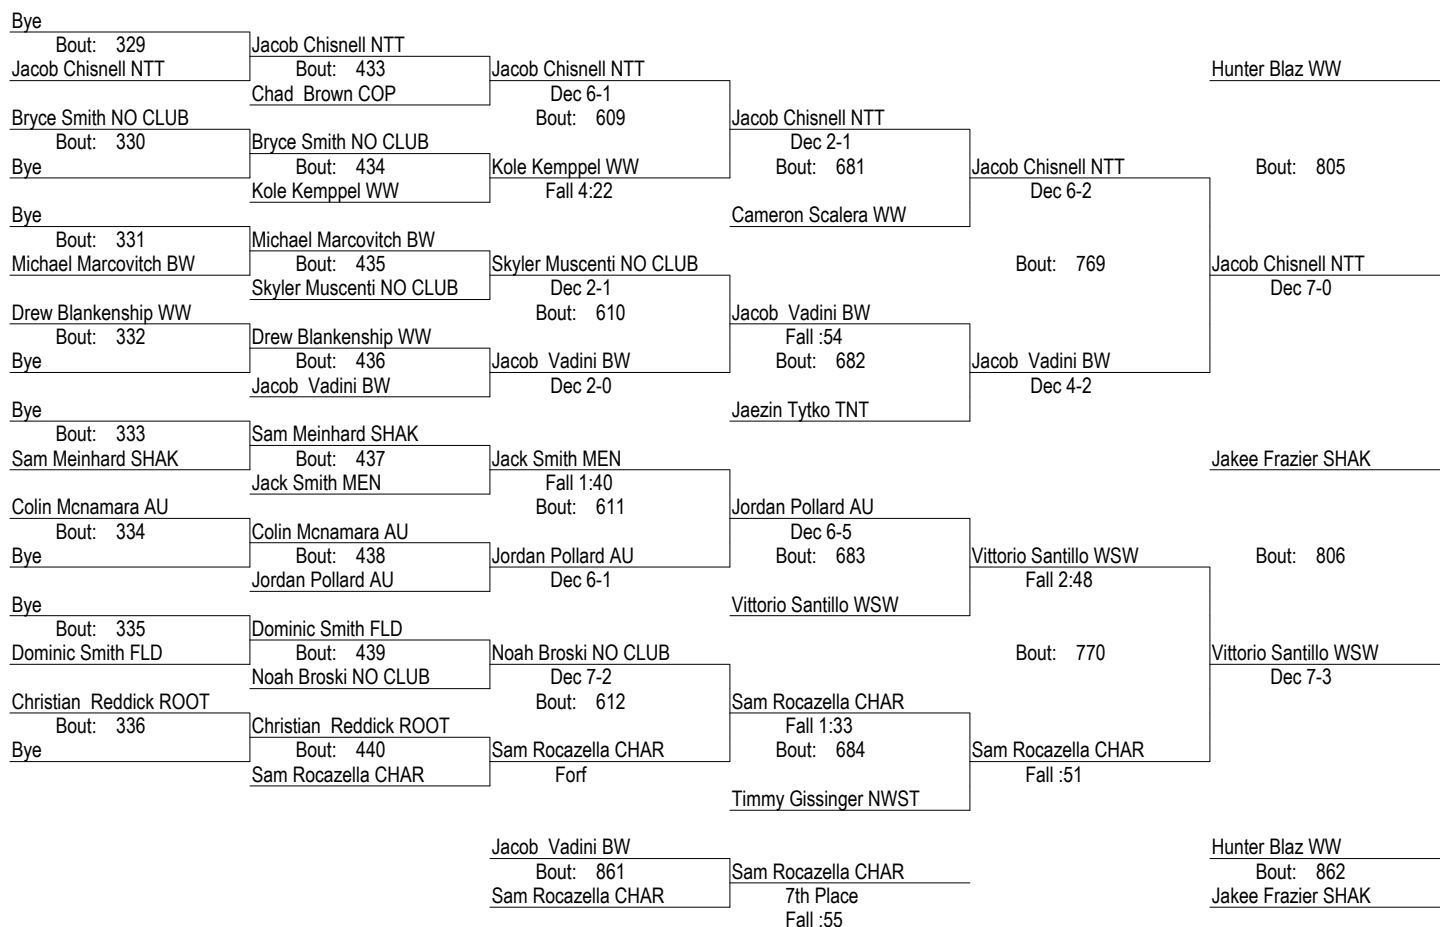 Bye
Bout: 329
Jacob Chisnell NTT
Bryce Smith NO CLUB
Bout: 330
Bye
Bye
Bout: 331
Michael Marcovitch BW
Drew Blankenship WW
Bout: 332
Bye
Bye
Bout: 333
Sam Meinhard SHAK
Colin Mcnamara AU
Bout: 334
Bye
Bye
Bout: 335
Dominic Smith FLD
Christian Reddick ROOT
Bout: 336
Bye
Jacob Chisnell NTT
Bout: 433
Chad Brown COP
Bryce Smith NO CLUB
Bout: 434
Kole Kemppel WW
Michael Marcovitch BW
Bout: 435
Skyler Muscenti NO CLUB
Drew Blankenship WW
Bout: 436
Jacob Vadini BW
Sam Meinhard SHAK
Bout: 437
Jack Smith MEN
Colin Mcnamara AU
Bout: 438
Jordan Pollard AU
Dominic Smith FLD
Bout: 439
Noah Broski NO CLUB
Christian Reddick ROOT
Bout: 440
Sam Rocazella CHAR
Jacob Chisnell NTT
Dec 6-1
Bout: 609
Kole Kemppel WW
Fall 4:22
Skyler Muscenti NO CLUB
Dec 2-1
Bout: 610
Jacob Vadini BW
Dec 2-0
Jack Smith MEN
Fall 1:40
Bout: 611
Jordan Pollard AU
Dec 6-1
Noah Broski NO CLUB
Dec 7-2
Bout: 612
Sam Rocazella CHAR
Forf
Jacob Chisnell NTT
Dec 2-1
Bout: 681
Cameron Scalera WW
Jacob Vadini BW
Fall :54
Bout: 682
Jaezin Tytko TNT
Jordan Pollard AU
Dec 6-5
Bout: 683
Vittorio Santillo WSW
Sam Rocazella CHAR
Fall 1:33
Bout: 684
Timmy Gissinger NWST
Jacob Chisnell NTT
Dec 6-2
Bout: 769
Jacob Vadini BW
Dec 4-2
Vittorio Santillo WSW
Fall 2:48
Bout: 770
Sam Rocazella CHAR
Fall :51
Hunter Blaz WW
Bout: 805
Jacob Chisnell NTT
Dec 7-0
Jakee Frazier SHAK
Bout: 806
Vittorio Santillo WSW
Dec 7-3
Jacob Vadini BW
Bout: 861
Sam Rocazella CHAR
Sam Rocazella CHAR
7th Place
Fall :55
Hunter Blaz WW
Bout: 862
Jakee Frazier SHAK